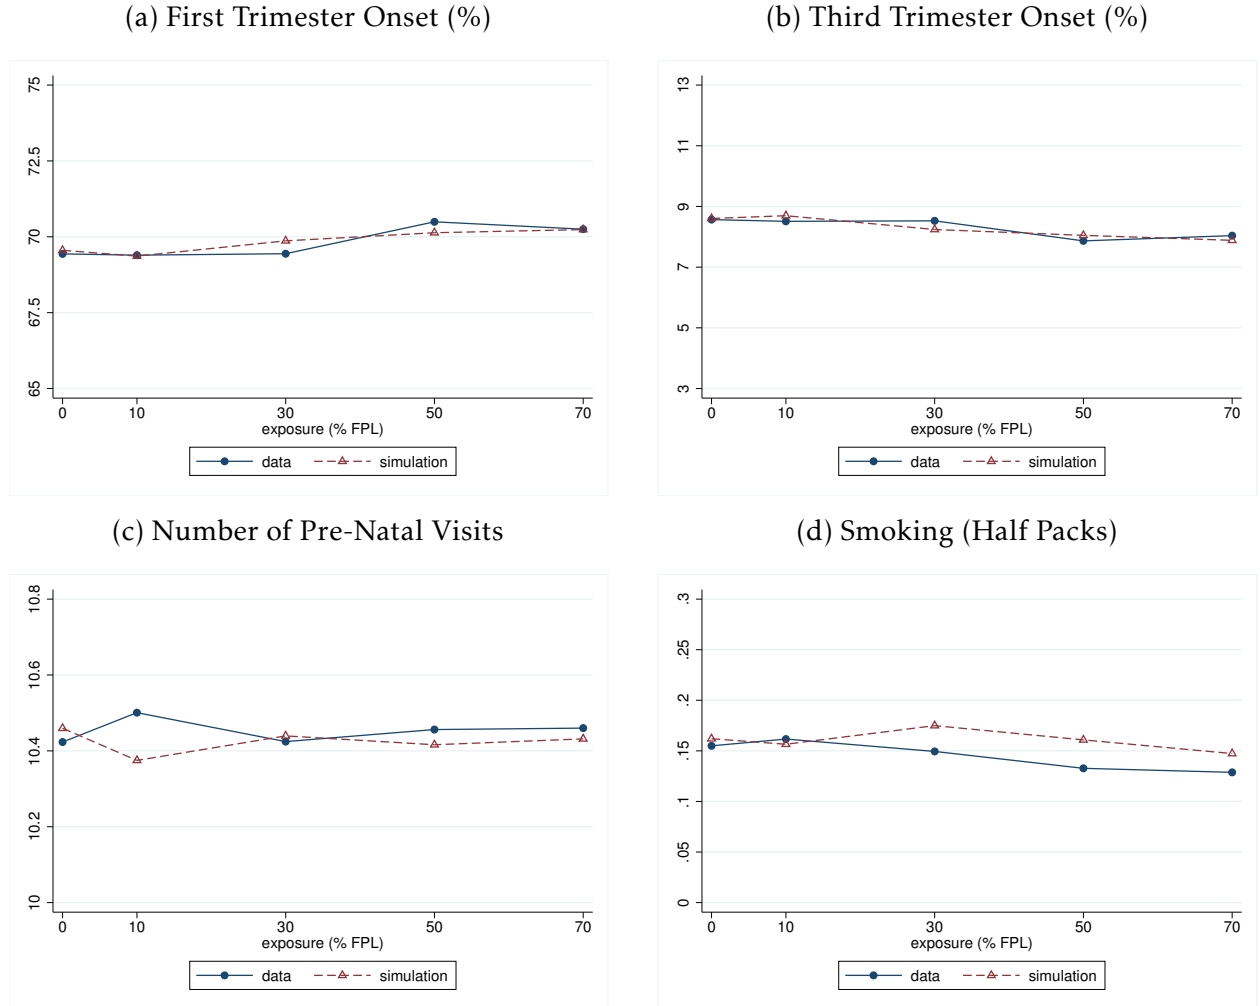 (a) First Trimester Onset (%)
75
72.5
70
67.5
65
0 10 30 50 70
exposure (% FPL)
data simulation
(b) Third Trimester Onset (%)
13
11
9
7
5
3
0 10 30 50 70
exposure (% FPL)
data simulation
(c) Number of Pre-Natal Visits
10.8
10.6
10.4
10.2
10
0 10 30 50 70
exposure (% FPL)
data simulation
(d) Smoking (Half Packs)
.3
.25
.2
.15
.1
.05
0
0 10 30 50 70
exposure (% FPL)
data simulation